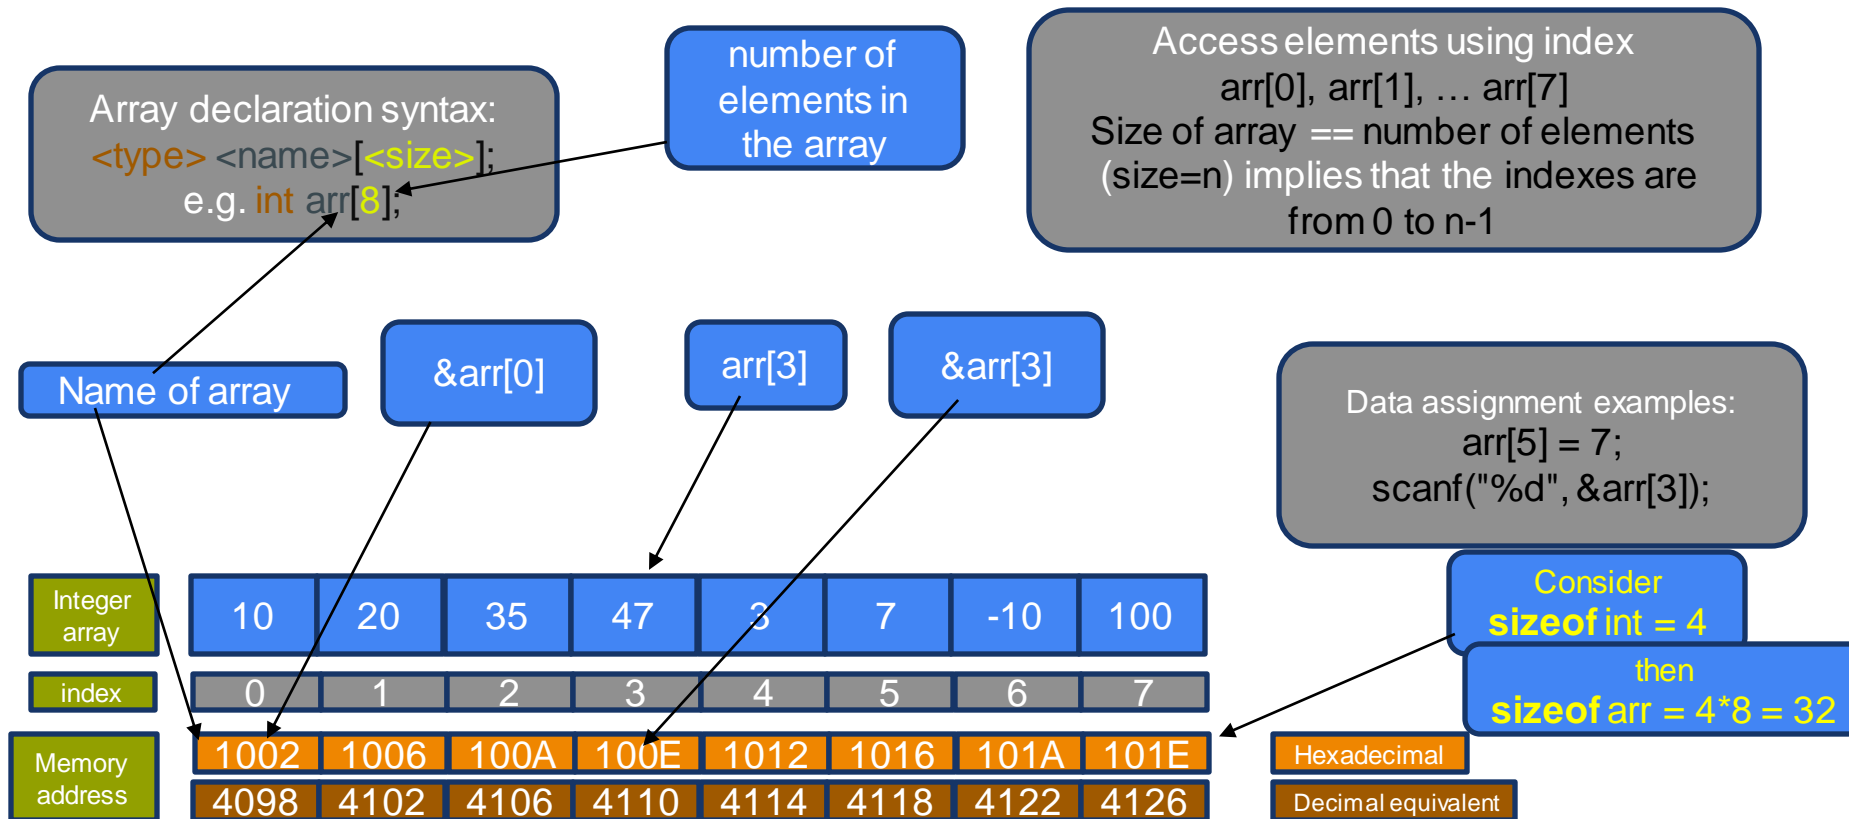 number of
elements in
the array
Array declaration syntax:
<type> <name>[<size>];
e.g. int arr[8];
Access elements using index
arr[0], arr[1], … arr[7]
Size of array == number of elements
(size=n) implies that the indexes are
from 0 to n-1
Name of array
&arr[0]
arr[3]
&arr[3]
Data assignment examples:
arr[5] = 7;
scanf("%d", &arr[3]);
Consider
sizeof int = 4
then
sizeof arr = 4*8 = 32
Integer
array
10 20 35 47 3 7 -10 100
index
0 1 2 3 4 5 6 7
Memory
address
1002 1006 100A 100E 1012 1016 101A 101E
Hexadecimal
4098 4102 4106 4110 4114 4118 4122 4126
Decimal equivalent